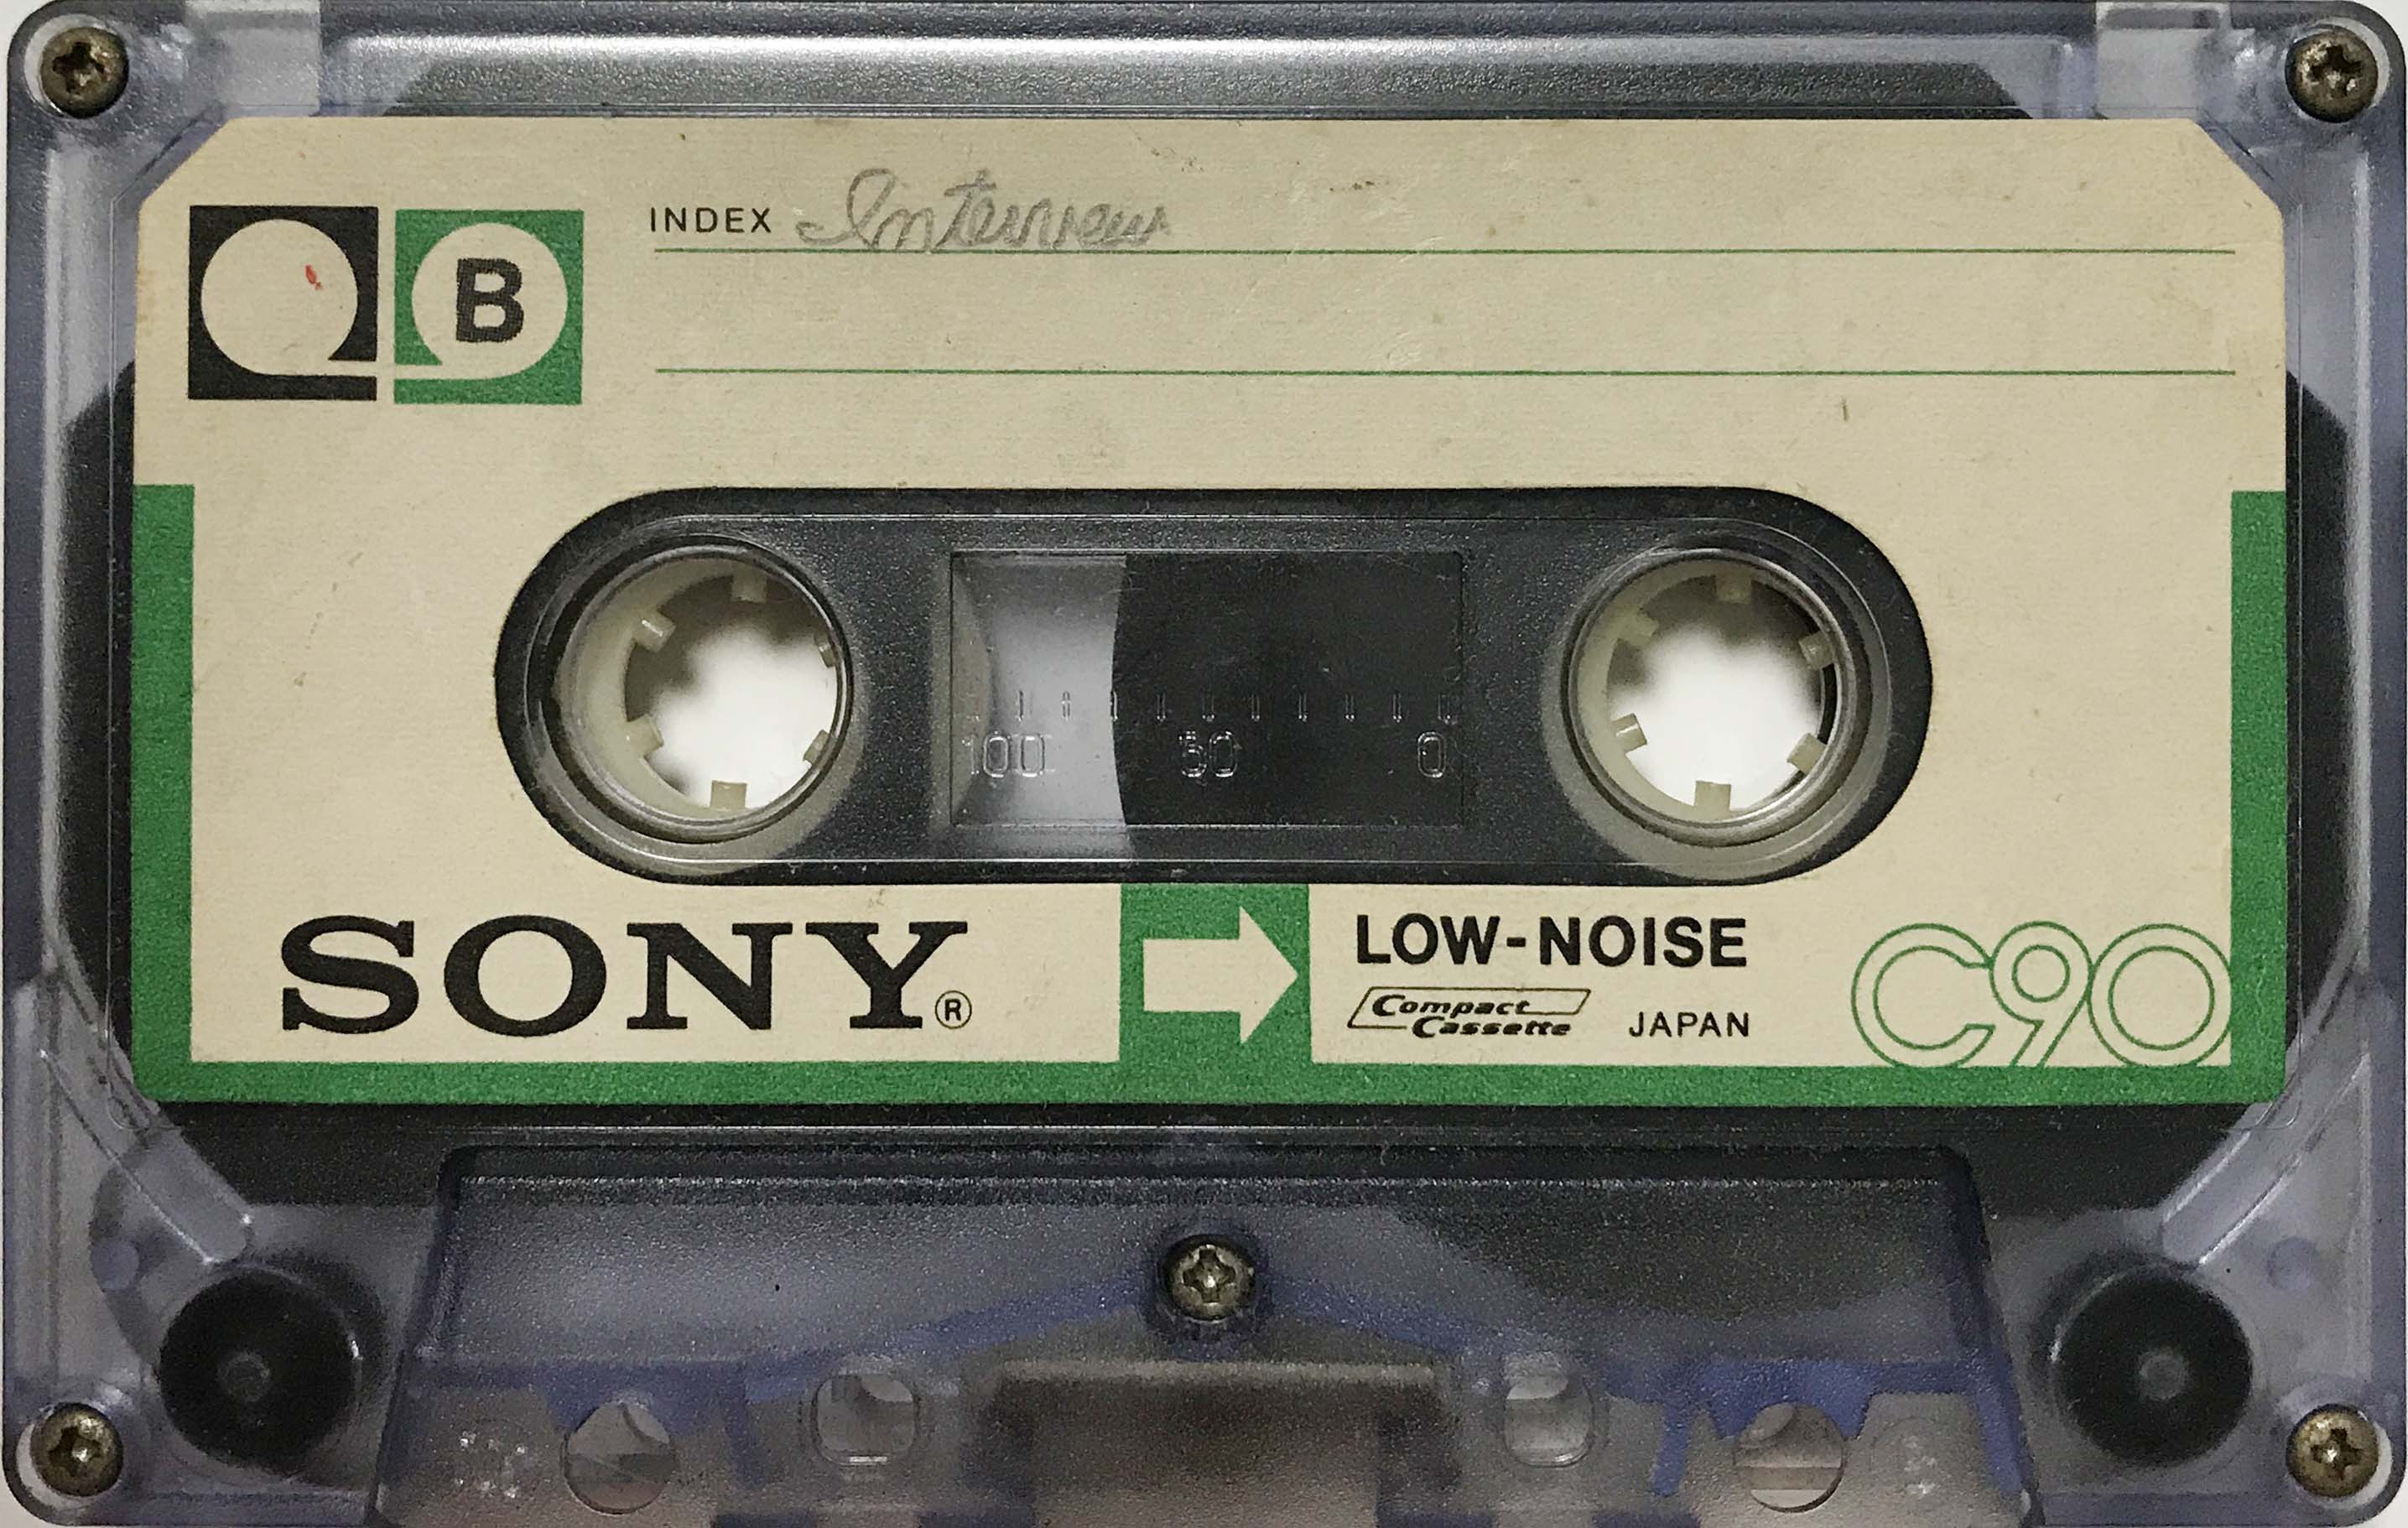 B
INDEX Interview
100 50 0
SONY®
LOW-NOISE
Compact
Cassette
JAPAN
C90